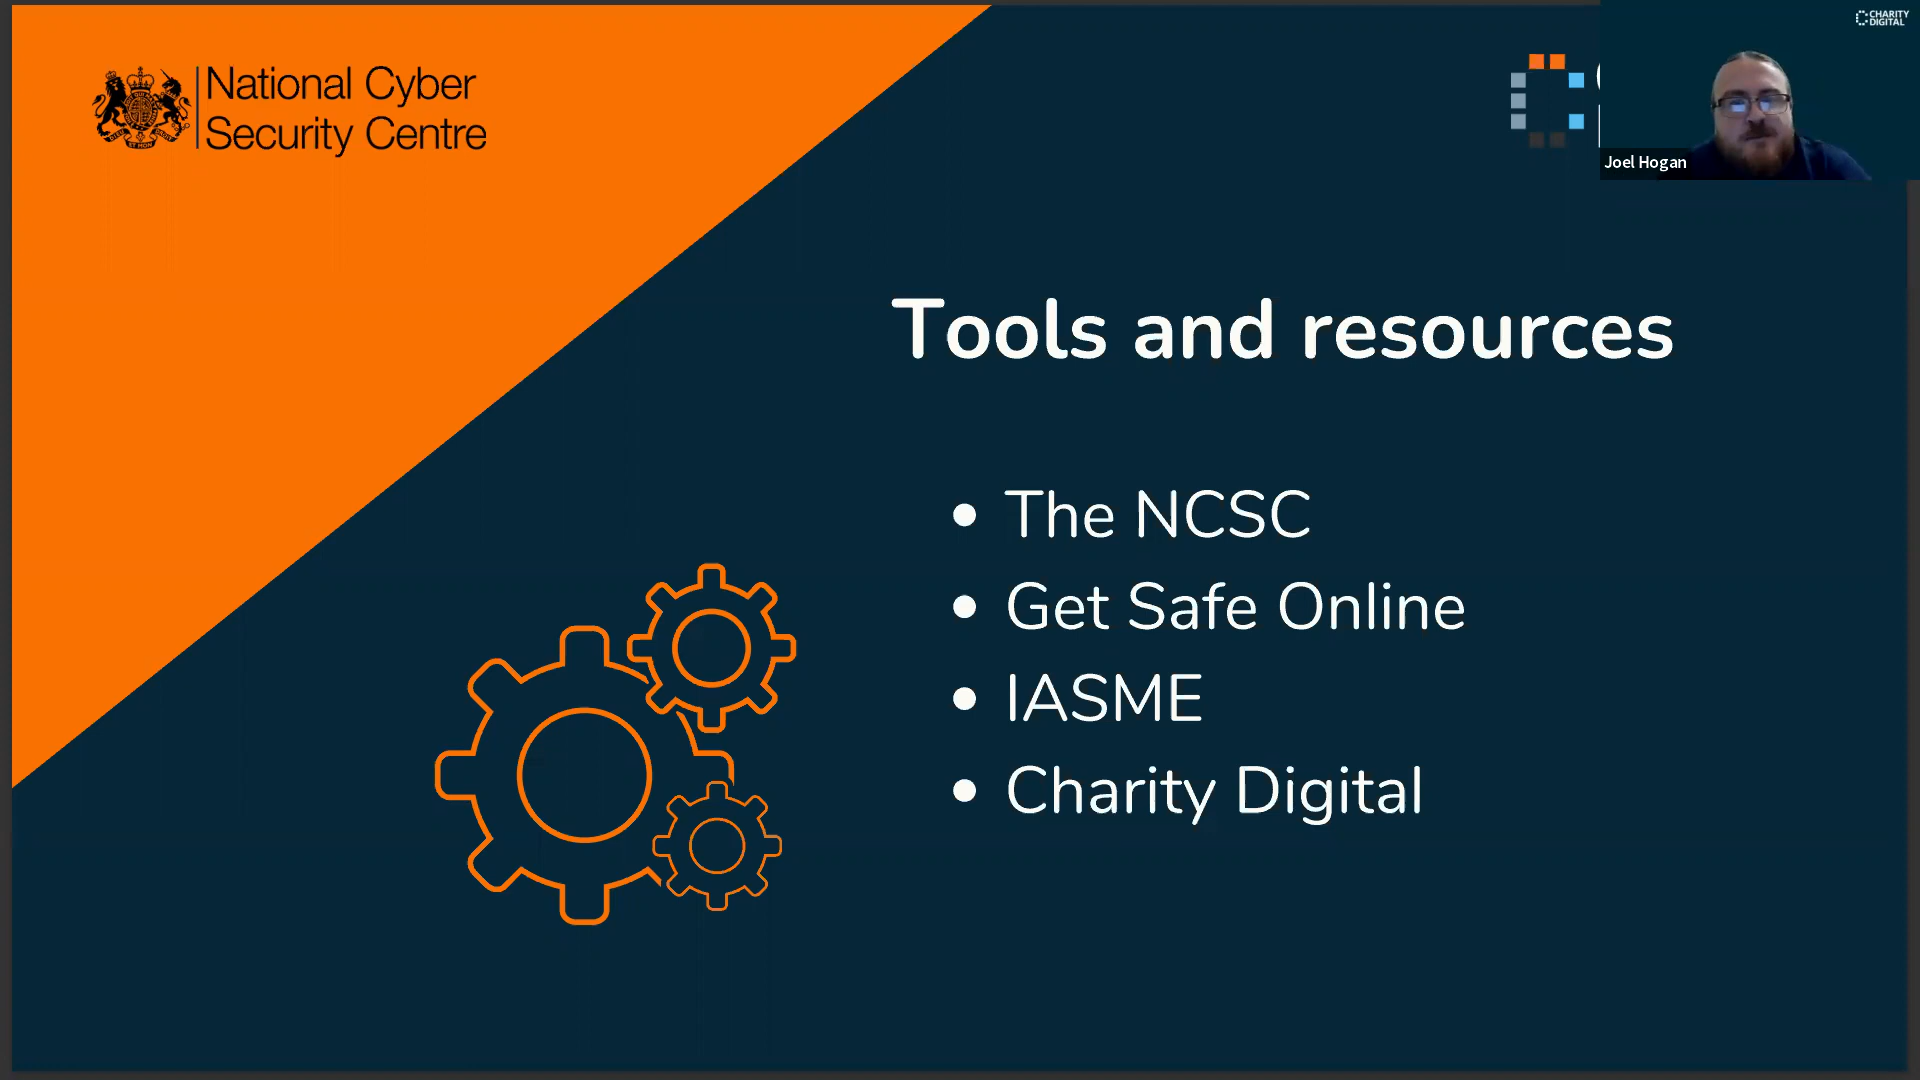 National Cyber
Security Centre
CHARITY
DIGITAL
Joel Hogan
Tools and resources
• The NCSC
• Get Safe Online
• IASME
• Charity Digital